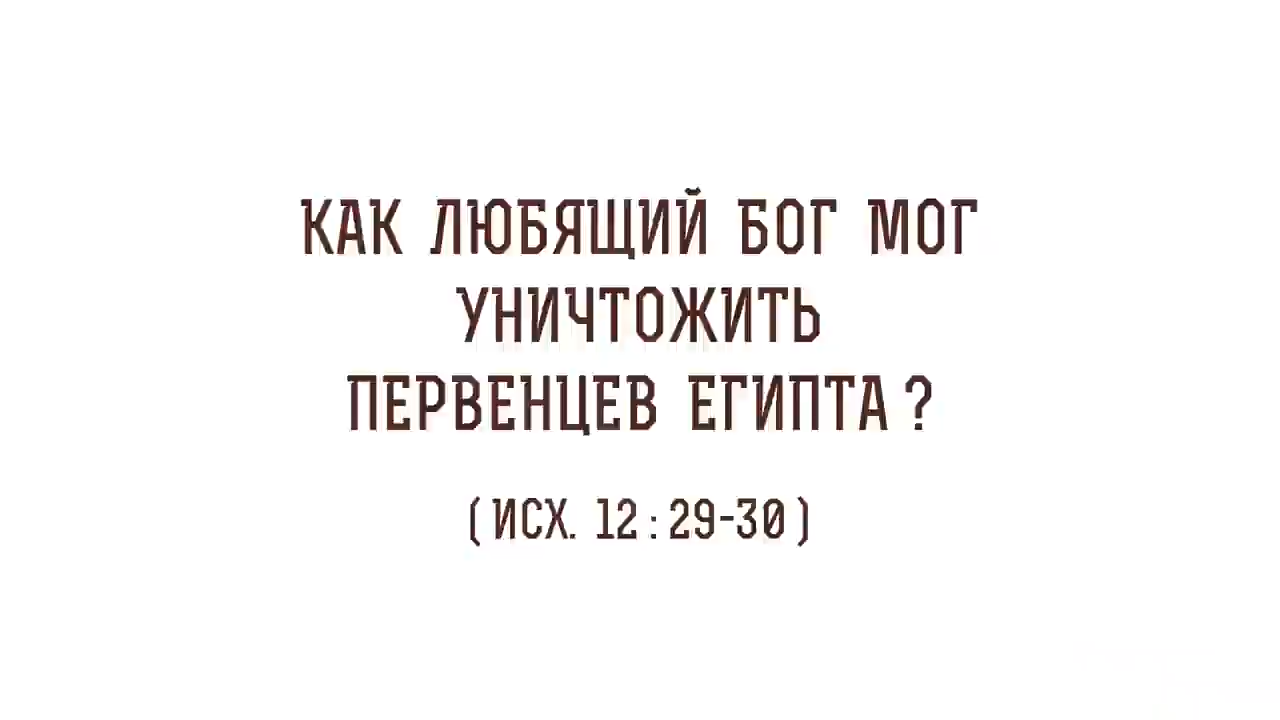 КАК ЛЮБЯЩИЙ БОГ МОГ
УНИЧТОЖИТЬ
ПЕРВЕНЦЕВ ЕГИПТА?
(ИСХ. 12:29-30)